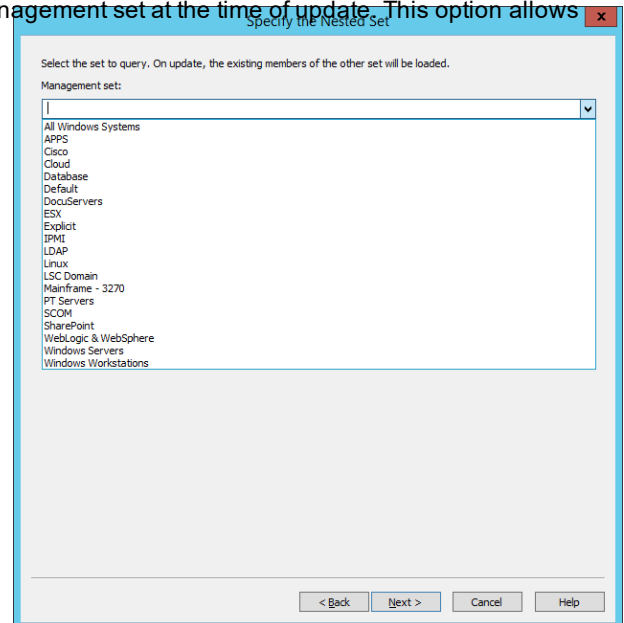 nagement set at the time of update. This option allows
Specify the Nested Set
x
Select the set to query. On update, the existing members of the other set will be loaded.
Management set:
All Windows Systems
APPS
Cisco
Cloud
Database
Default
DocuServers
ESX
Explicit
IPMI
LDAP
Linux
LSC Domain
Mainframe - 3270
PT Servers
SCOM
SharePoint
WebLogic & WebSphere
Windows Servers
Windows Workstations
< Back Next > Cancel Help